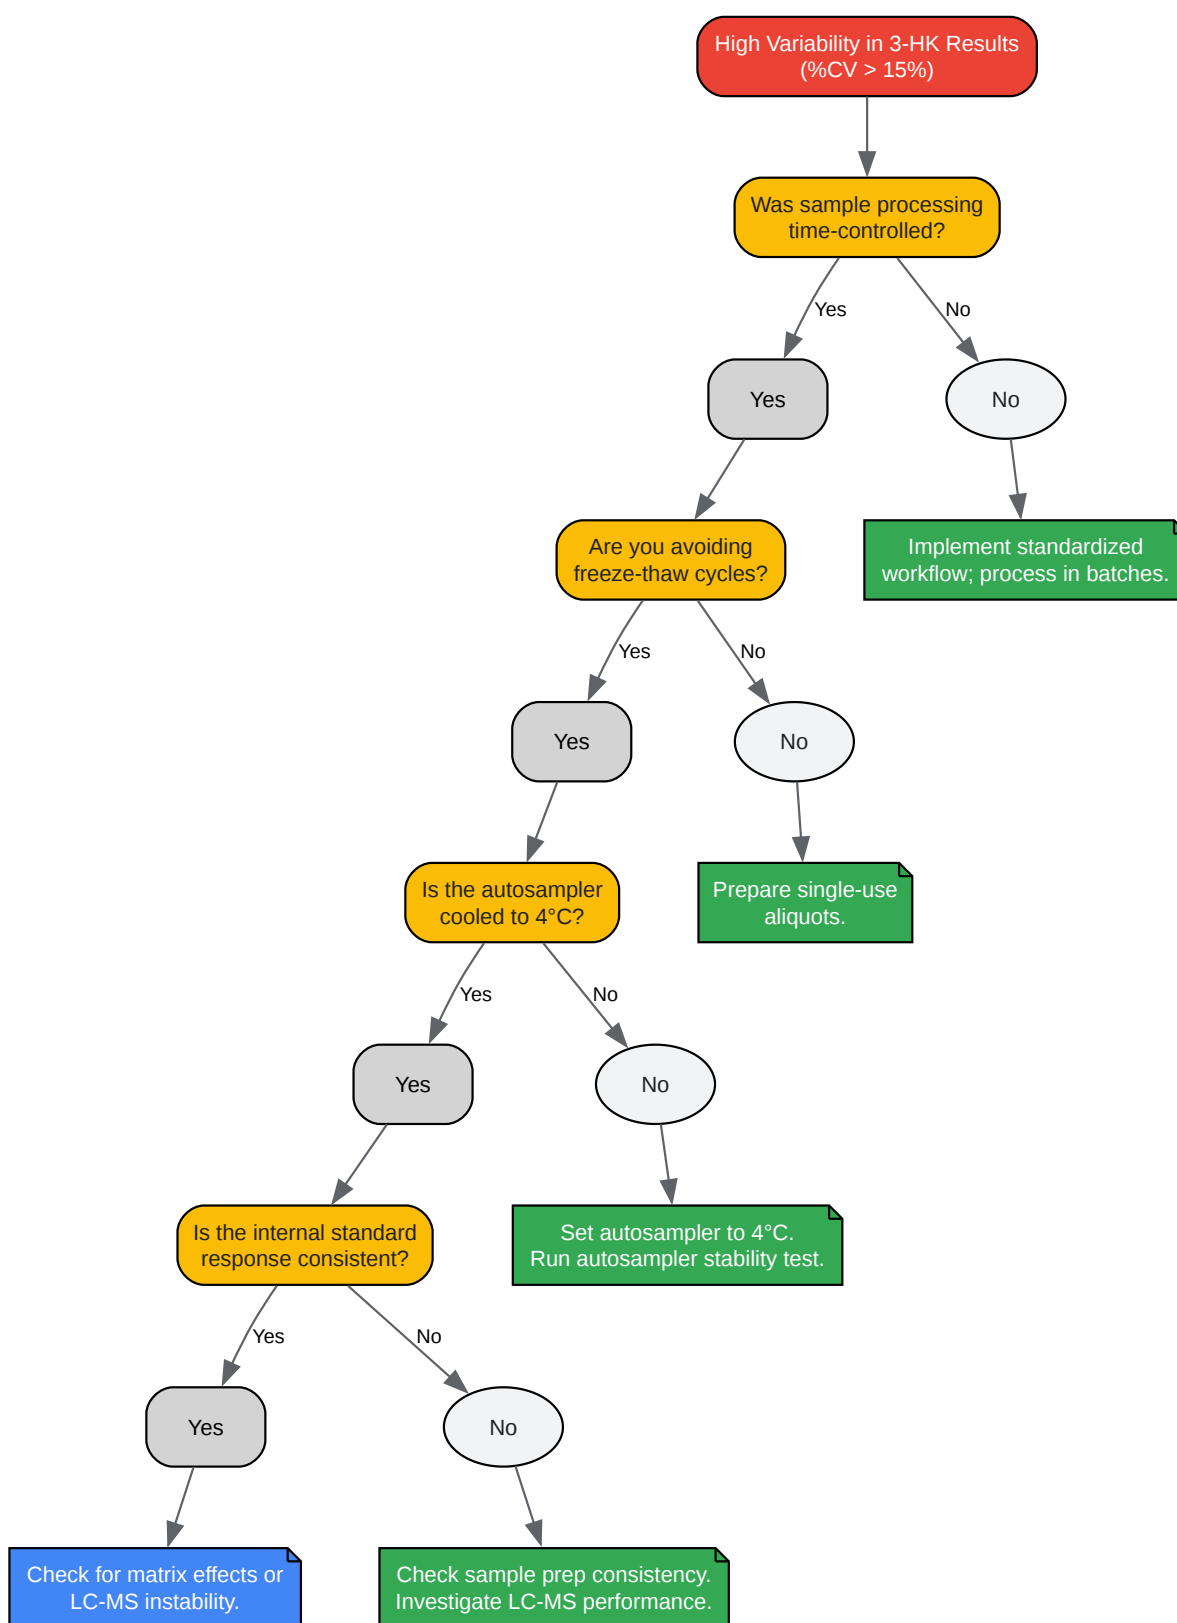 High Variability in 3-HK Results
(%CV > 15%)
Was sample processing
time-controlled?
Yes
No
Yes
No
Are you avoiding
freeze-thaw cycles?
Implement standardized
workflow; process in batches.
Yes
No
Yes
No
Is the autosampler
cooled to 4°C?
Prepare single-use
aliquots.
Yes
No
Yes
No
Is the internal standard
response consistent?
Set autosampler to 4°C.
Run autosampler stability test.
Yes
No
Yes
No
Check for matrix effects or
LC-MS instability.
Check sample prep consistency.
Investigate LC-MS performance.